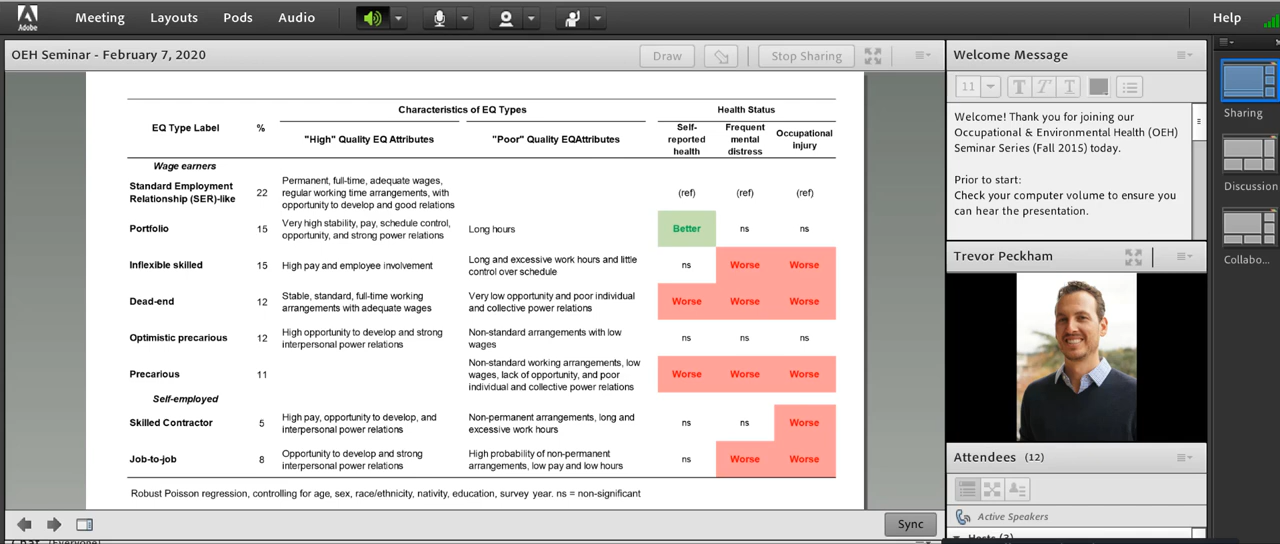 Adobe
Meeting Layouts Pods Audio Help
OEH Seminar - February 7, 2020
Draw
Stop Sharing
Characteristics of EQ Types Health Status
EQ Type Label % "High" Quality EQ Attributes "Poor" Quality EQAttributes Self-reported health Frequent mental distress Occupational injury
Wage earners
Standard Employment Relationship (SER)-like 22 Permanent, full-time, adequate wages, regular working time arrangements, with opportunity to develop and good relations (ref) (ref) (ref)
Portfolio 15 Very high stability, pay, schedule control, opportunity, and strong power relations Long hours Better ns ns
Inflexible skilled 15 High pay and employee involvement Long and excessive work hours and little control over schedule ns Worse Worse
Dead-end 12 Stable, standard, full-time working arrangements with adequate wages Very low opportunity and poor individual and collective power relations Worse Worse Worse
Optimistic precarious 12 High opportunity to develop and strong interpersonal power relations Non-standard arrangements with low wages ns ns ns
Precarious 11 Non-standard working arrangements, low wages, lack of opportunity, and poor individual and collective power relations Worse Worse Worse
Self-employed
Skilled Contractor 5 High pay, opportunity to develop, and interpersonal power relations Non-permanent arrangements, long and excessive work hours ns ns Worse
Job-to-job 8 Opportunity to develop and strong interpersonal power relations High probability of non-permanent arrangements, low pay and low hours ns Worse Worse
Robust Poisson regression, controlling for age, sex, race/ethnicity, nativity, education, survey year. ns = non-significant
Sync
Welcome Message
11 T T T
Welcome! Thank you for joining our
Occupational & Environmental Health (OEH)
Seminar Series (Fall 2015) today.
Prior to start:
Check your computer volume to ensure you
can hear the presentation.
Trevor Peckham
Attendees (12)
Active Speakers
Sharing
Discussion
Collabo...